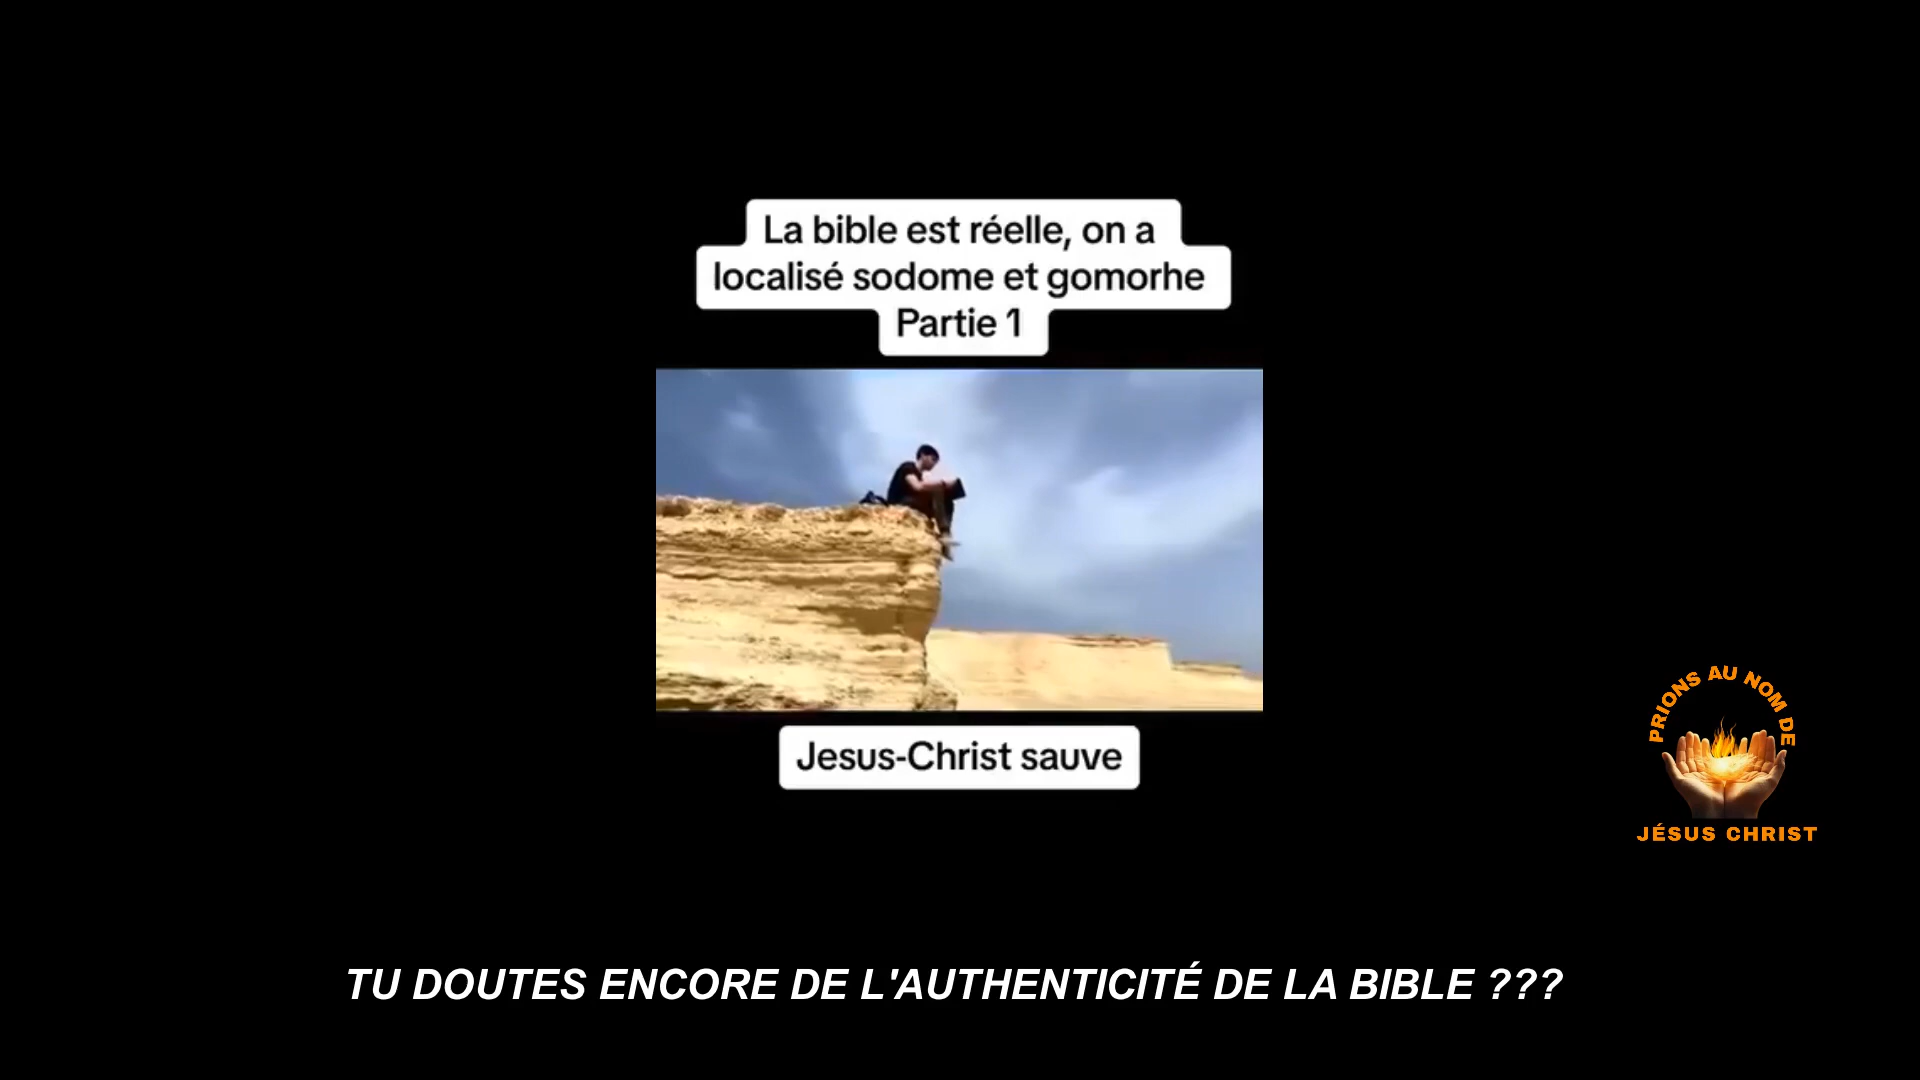 La bible est réelle, on a
localisé sodome et gomorhe
Partie 1
Jesus-Christ sauve
PRIONS AU NOM DE
JÉSUS CHRIST
TU DOUTES ENCORE DE L'AUTHENTICITÉ DE LA BIBLE ???